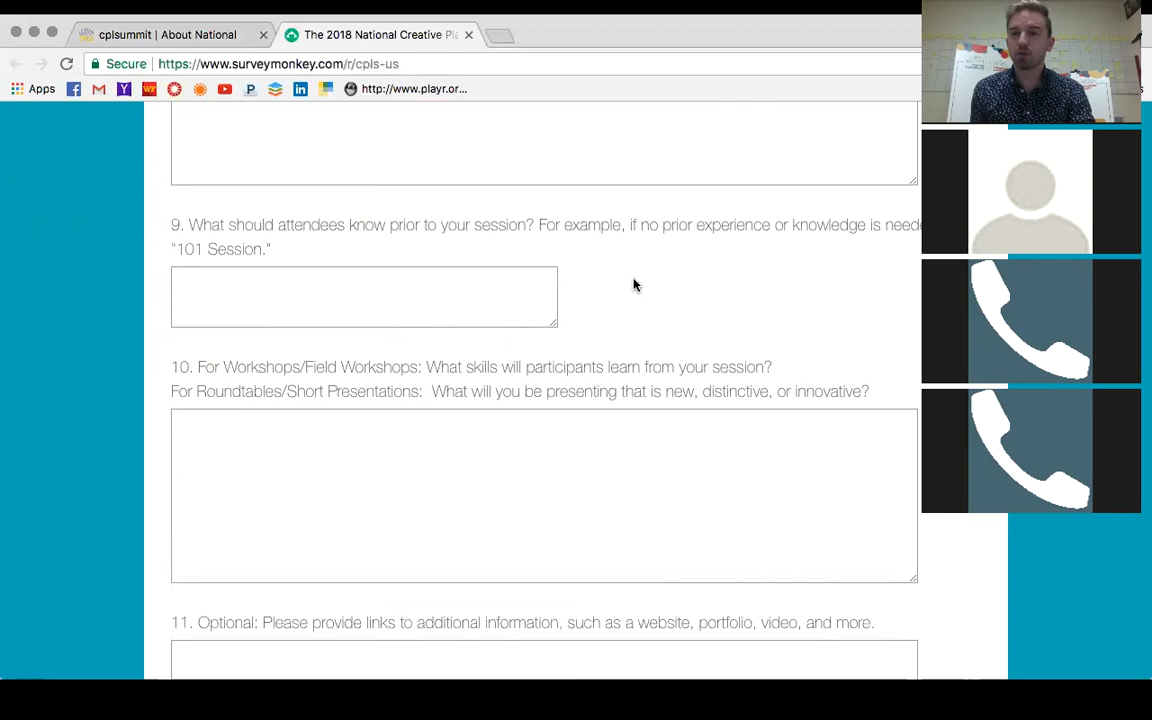 cplsummit | About National
The 2018 National Creative Pla
Secure
https://www.surveymonkey.com/r/cpls-us
Apps
http://www.playr.or...
9. What should attendees know prior to your session? For example, if no prior experience or knowledge is neede
"101 Session."
10. For Workshops/Field Workshops: What skills will participants learn from your session?
For Roundtables/Short Presentations: What will you be presenting that is new, distinctive, or innovative?
11. Optional: Please provide links to additional information, such as a website, portfolio, video, and more.